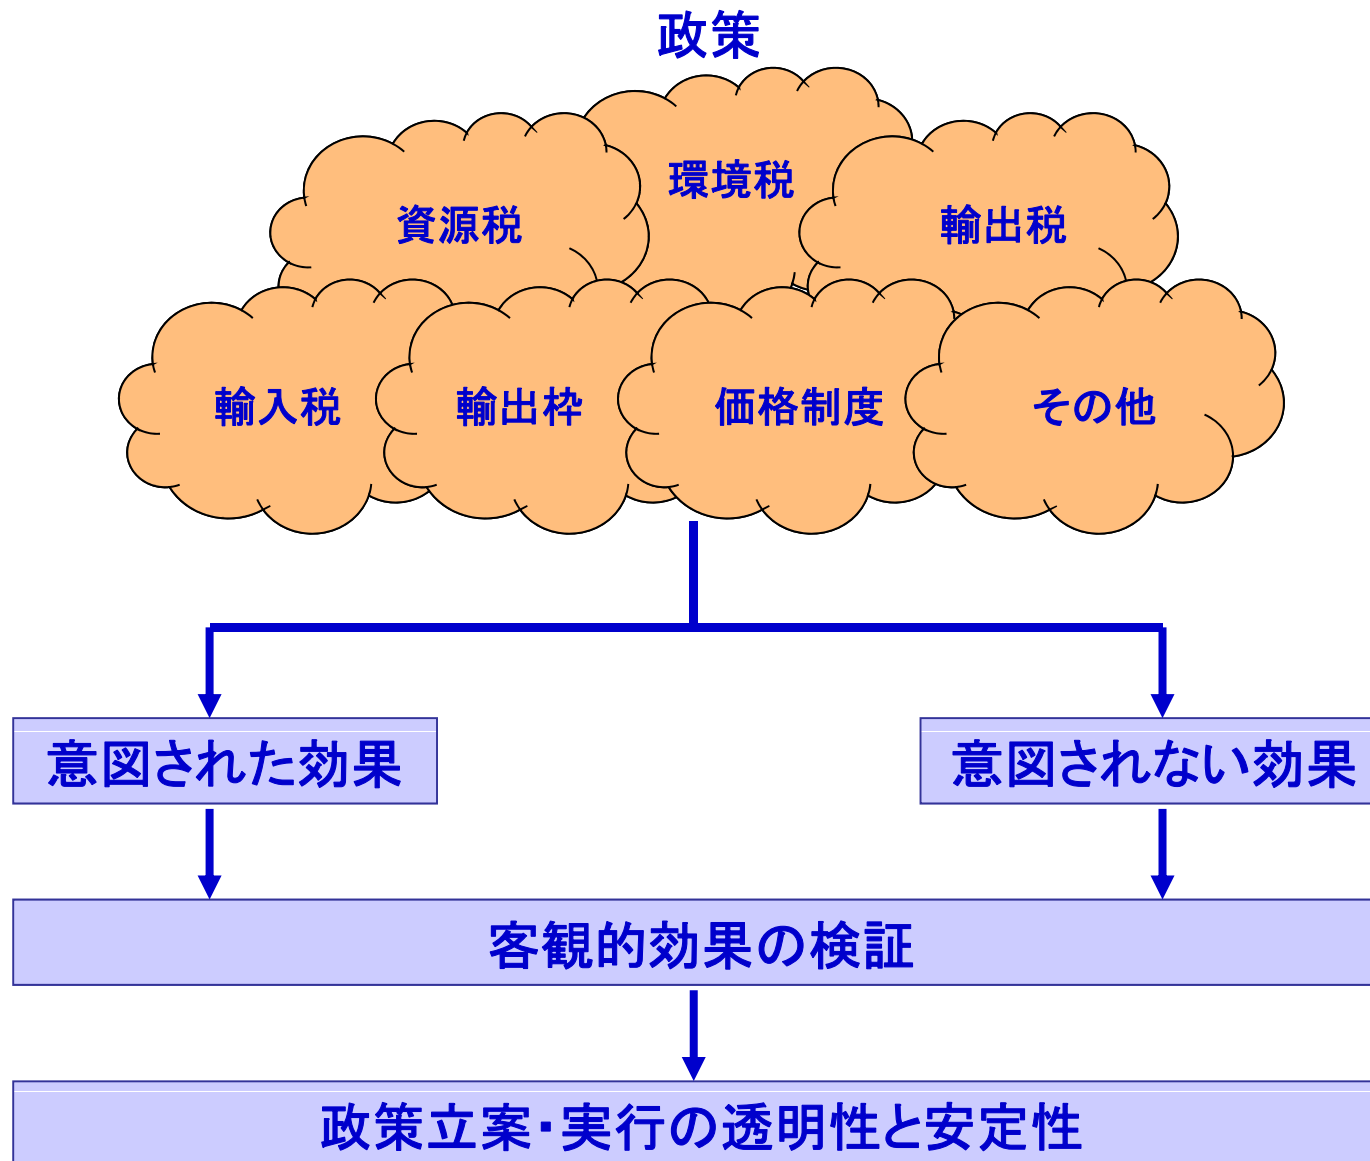 政策
環境税
資源税
輸出税
輸入税
輸出枠
価格制度
その他
意図された効果
意図されない効果
客観的効果の検証
政策立案・実行の透明性と安定性